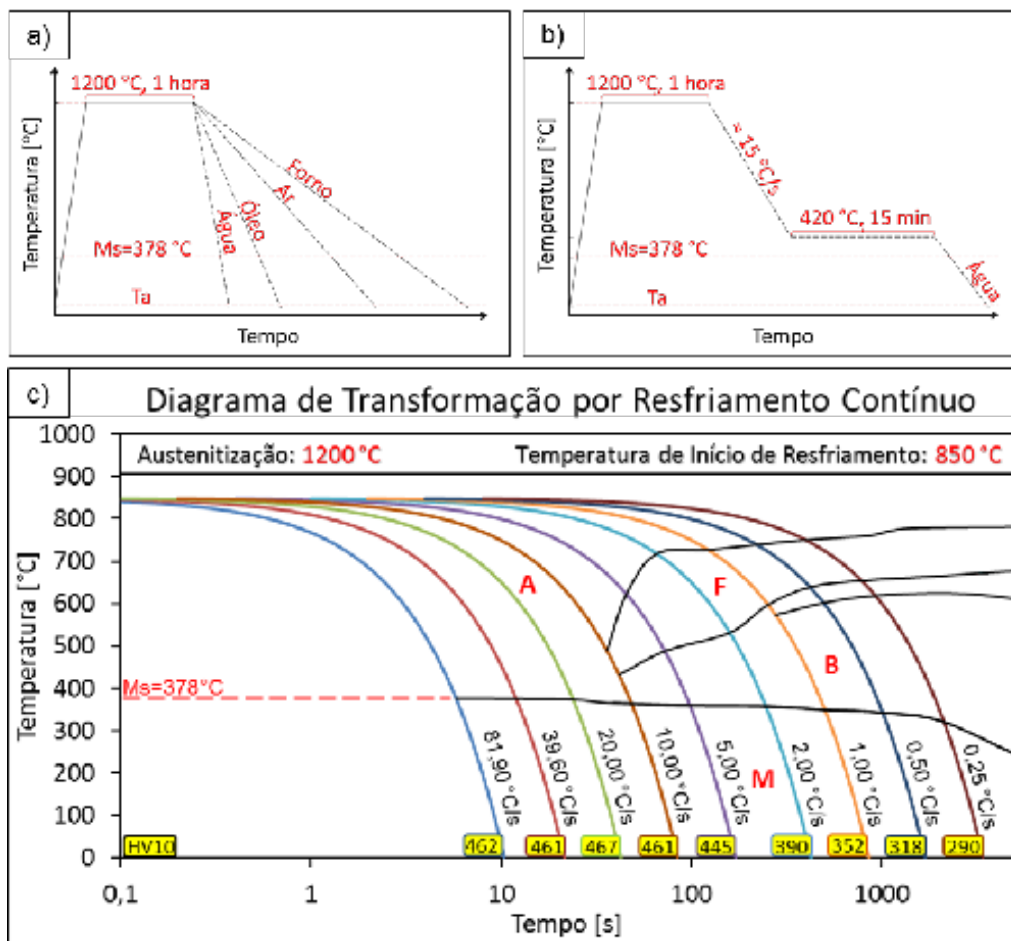 a)
1200 °C, 1 hora
Temperatura [°C]
Forno
Ar
Óleo
Água
Ms=378 °C
Ta
Tempo
b)
1200 °C, 1 hora
Temperatura [°C]
≈ 15 °C/s
420 °C, 15 min
Ms=378 °C
Água
Ta
Tempo
c)
Diagrama de Transformação por Resfriamento Contínuo
Austenitização: 1200 °C
Temperatura de Início de Resfriamento: 850 °C
Temperatura [°C]
1000
900
800
700
600
500
400
300
200
100
0
A
F
B
M
Ms=378°C
81,90 °C/s
39,60 °C/s
20,00 °C/s
10,00 °C/s
5,00 °C/s
2,00 °C/s
1,00 °C/s
0,50 °C/s
0,25 °C/s
HV10
462
461
467
461
445
390
352
318
290
0,1
1
10
100
1000
Tempo [s]